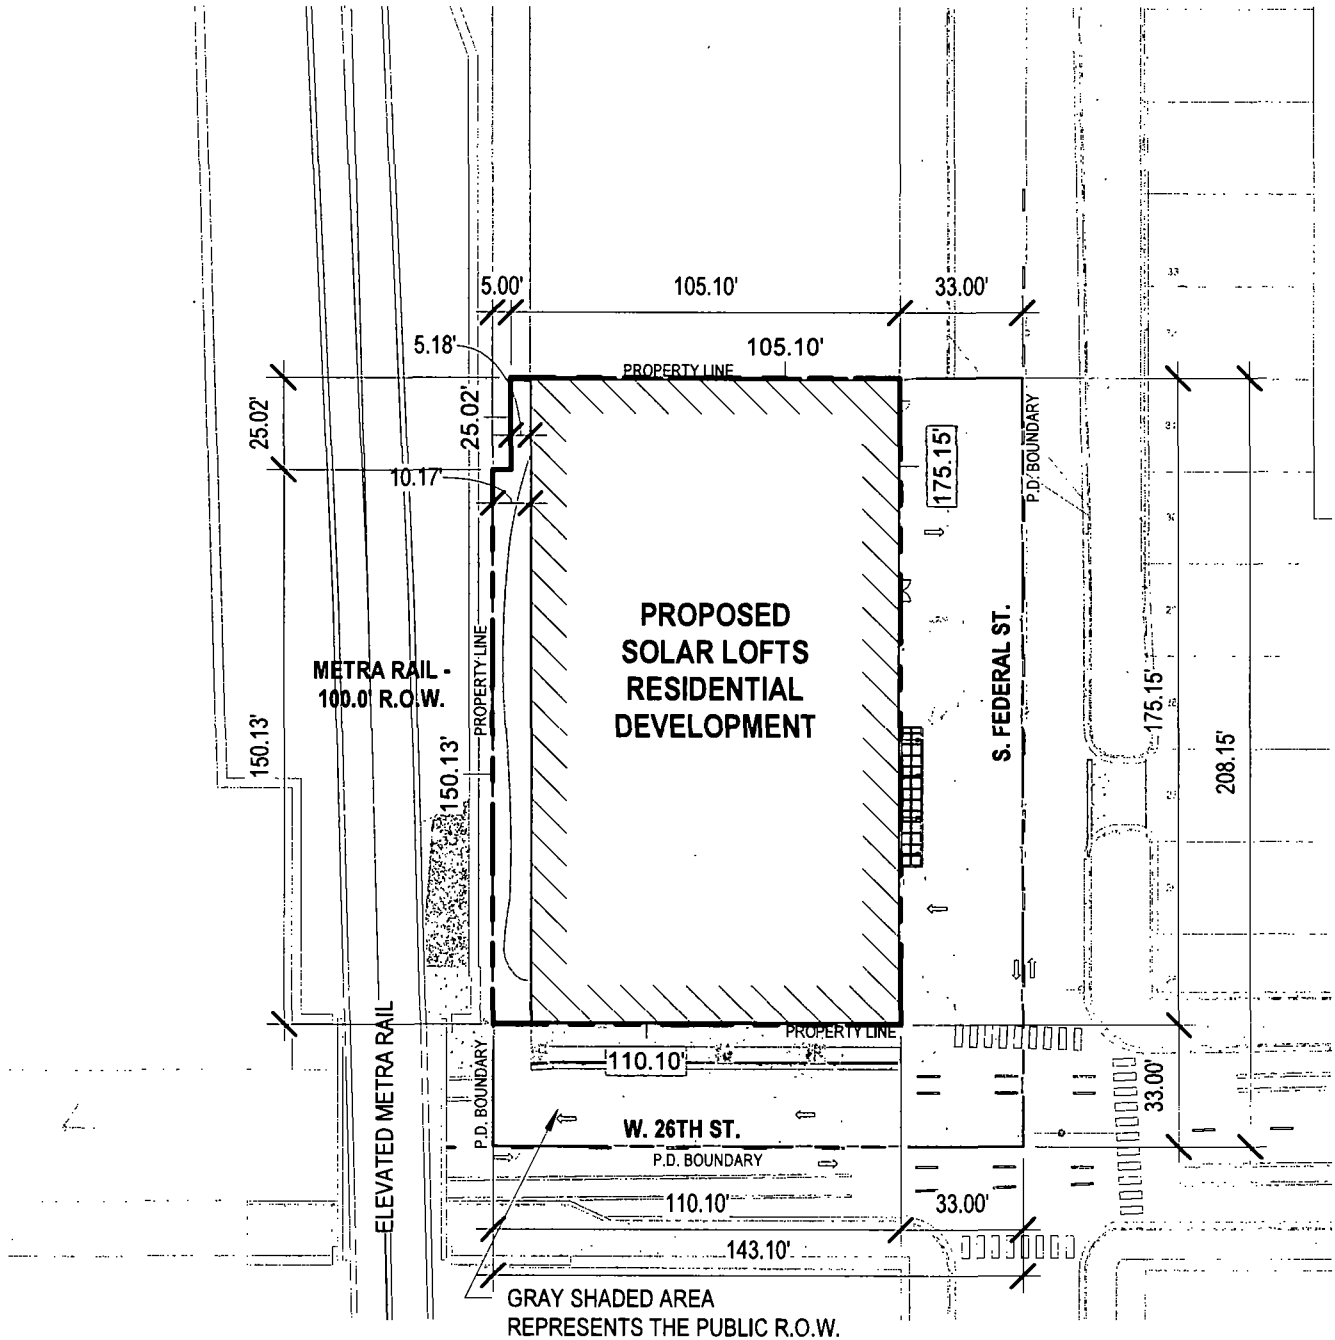 5.00'
105.10'
33.00'
5.18'
105.10'
PROPERTY LINE
25.02'
25.02'
10.17'
175.15'
P.D. BOUNDARY
PROPOSED
SOLAR LOFTS
RESIDENTIAL
DEVELOPMENT
METRA RAIL -
100.0' R.O.W.
PROPERTY LINE
S. FEDERAL ST.
150.13'
150.13'
175.15'
208.15'
ELEVATED METRA RAIL
PROPERTY LINE
110.10'
P.D. BOUNDARY
33.00'
W. 26TH ST.
P.D. BOUNDARY
110.10'
33.00'
143.10'
GRAY SHADED AREA
REPRESENTS THE PUBLIC R.O.W.